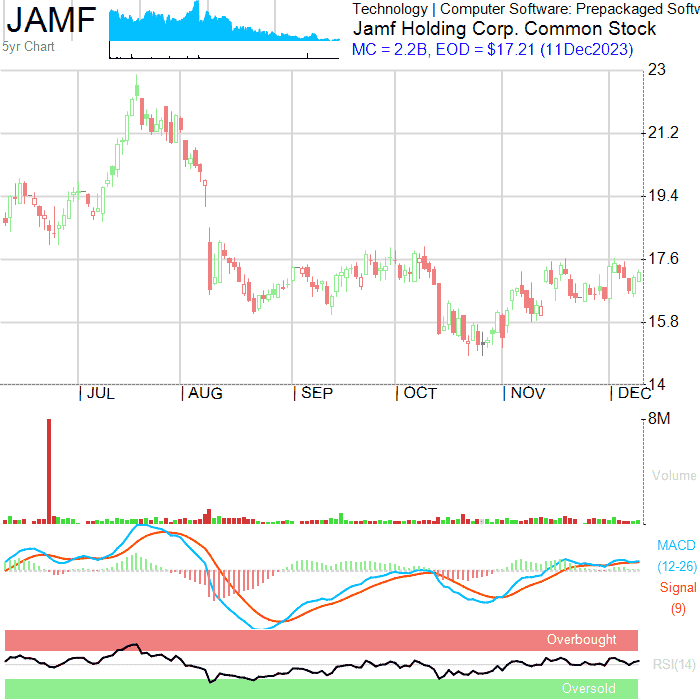 JAMF
5yr Chart
Technology | Computer Software: Prepackaged Softw
Jamf Holding Corp. Common Stock
MC = 2.2B, EOD = $17.21 (11Dec2023)
23
21.2
19.4
17.6
15.8
14
| JUL | AUG | SEP | OCT | NOV | DEC
8M
Volume
MACD
(12-26)
Signal
(9)
Overbought
RSI(14)
Oversold